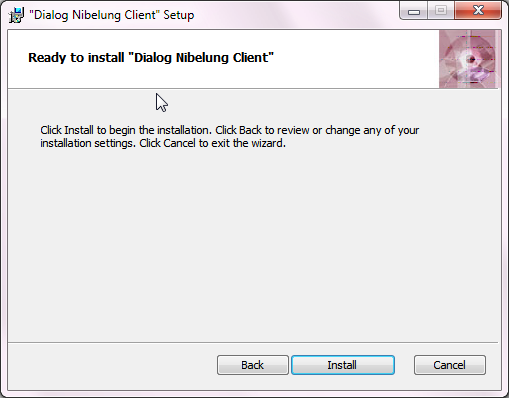 "Dialog Nibelung Client" Setup
Ready to install "Dialog Nibelung Client"
Click Install to begin the installation. Click Back to review or change any of your
installation settings. Click Cancel to exit the wizard.
Back Install Cancel